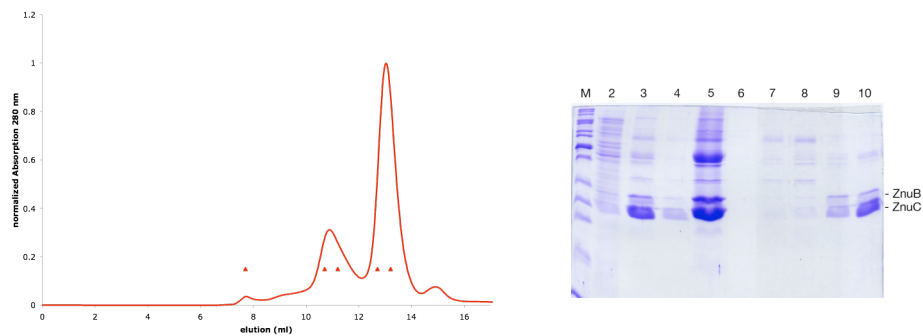 1.2
1
0.8
0.6
0.4
0.2
0
normalized Absorption 280 nm
0 2 4 6 8 10 12 14 16
elution (ml)
M 2 3 4 5 6 7 8 9 10
- ZnuB
- ZnuC